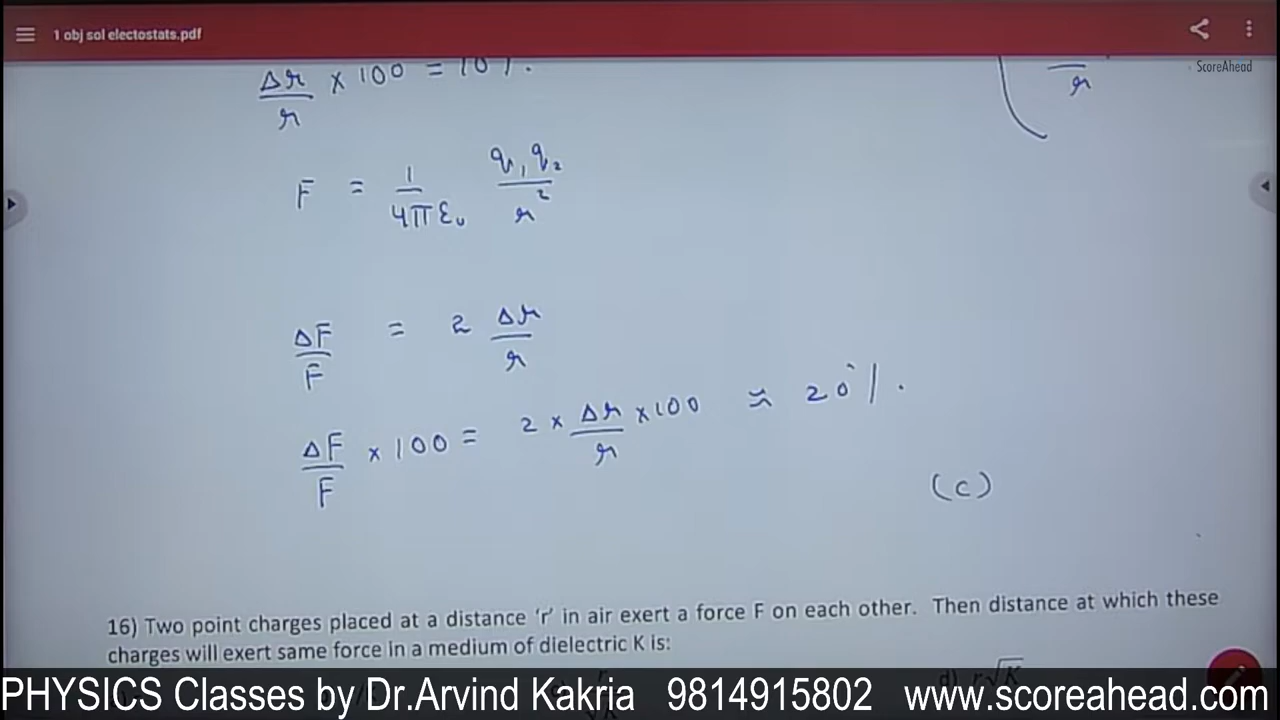 1 obj sol electostats.pdf
ScoreAhead
Δr/r × 100 = 10%.
r
F = 1/4πε₀ q₁q₂/r²
ΔF/F = 2 Δr/r
ΔF/F × 100 = 2 × Δr/r × 100 ≈ 20%.
(c)
16) Two point charges placed at a distance ‘r’ in air exert a force F on each other. Then distance at which these
charges will exert same force in a medium of dielectric K is:
d) r√K
PHYSICS Classes by Dr.Arvind Kakria 9814915802 www.scoreahead.com